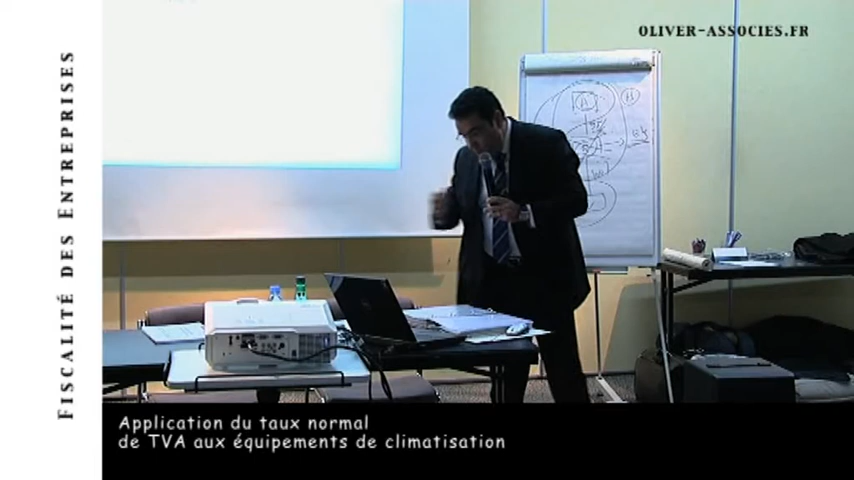 OLIVER-ASSOCIES.FR
FISCALITÉ DES ENTREPRISES
A
H
Application du taux normal
de TVA aux équipements de climatisation